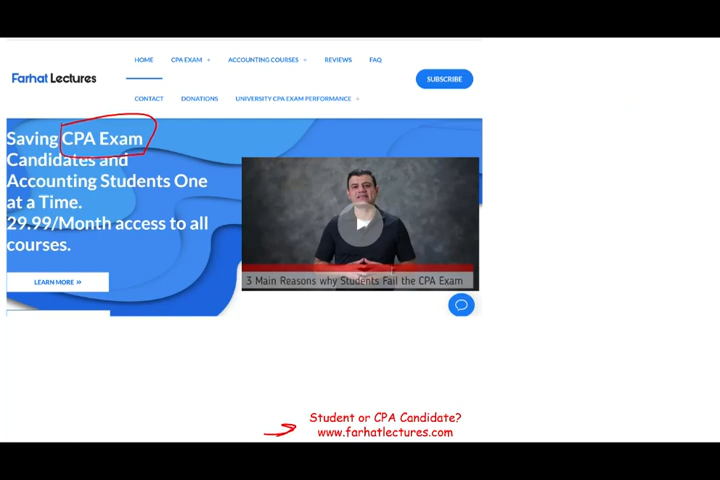 HOME
CPA EXAM
ACCOUNTING COURSES
REVIEWS
FAQ
Farhat Lectures
SUBSCRIBE
CONTACT
DONATIONS
UNIVERSITY CPA EXAM PERFORMANCE
Saving CPA Exam
Candidates and
Accounting Students One
at a Time.
29.99/Month access to all
courses.
LEARN MORE »
3 Main Reasons why Students Fail the CPA Exam
Student or CPA Candidate?
www.farhatlectures.com